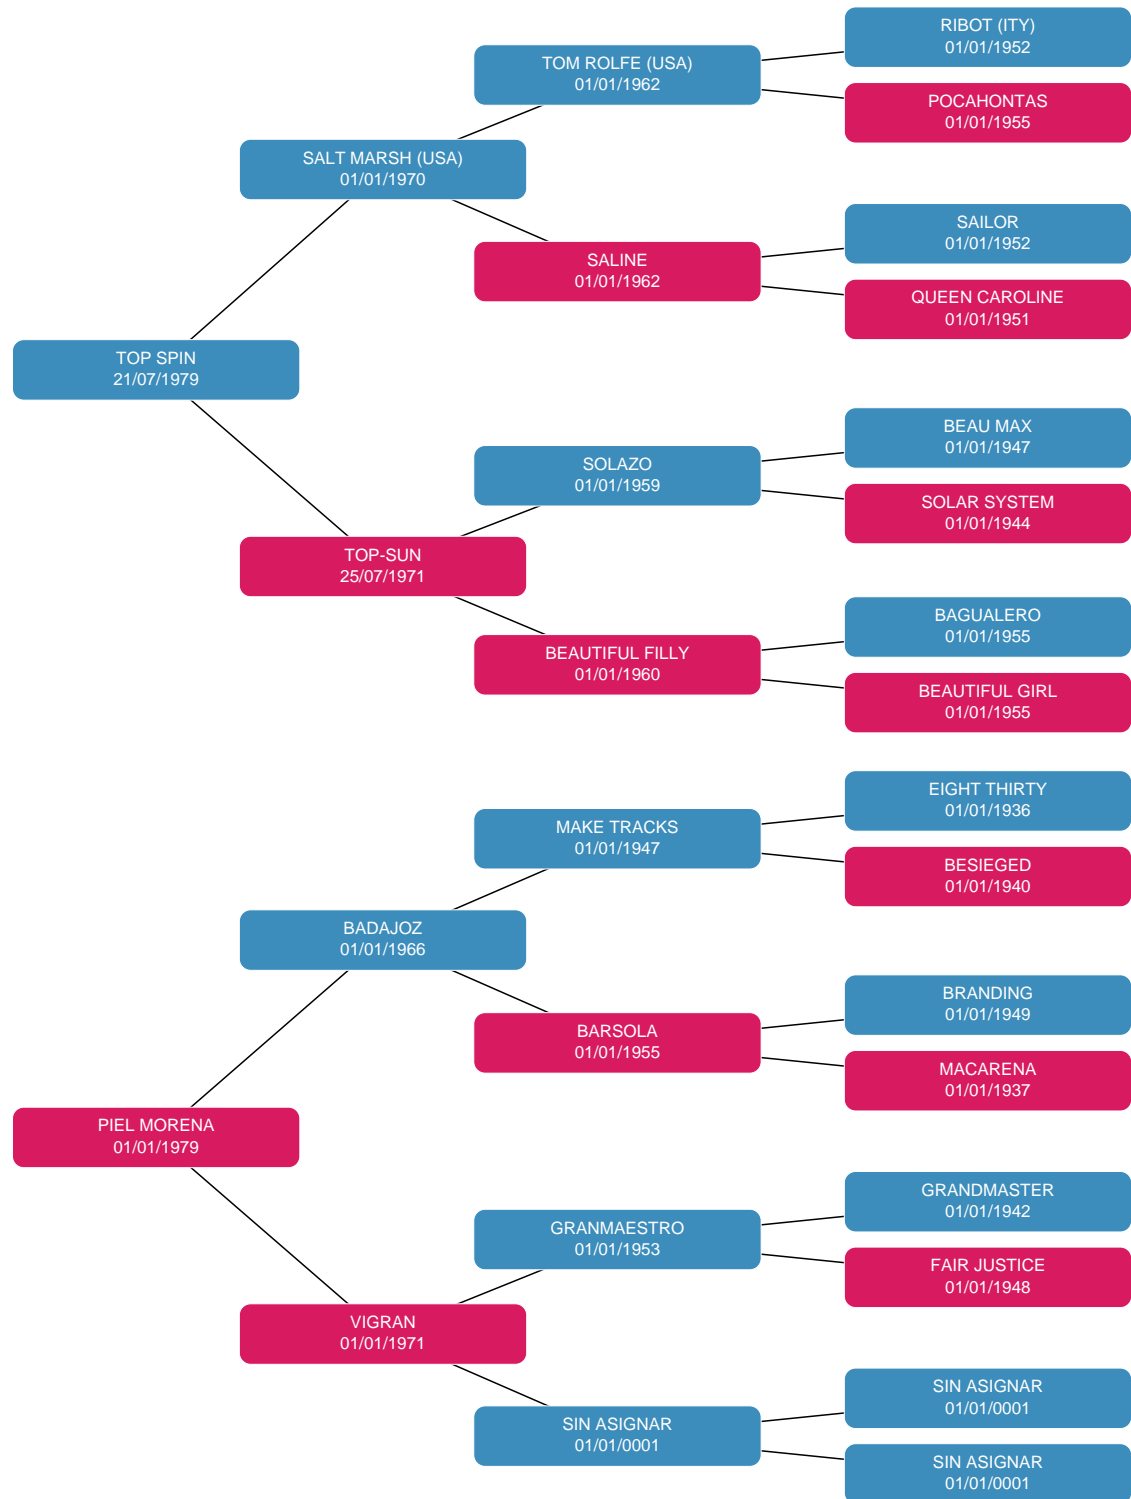 RIBOT (ITY)
01/01/1952
TOM ROLFE (USA)
01/01/1962
POCAHONTAS
01/01/1955
SALT MARSH (USA)
01/01/1970
SAILOR
01/01/1952
SALINE
01/01/1962
QUEEN CAROLINE
01/01/1951
TOP SPIN
21/07/1979
BEAU MAX
01/01/1947
SOLAZO
01/01/1959
SOLAR SYSTEM
01/01/1944
TOP-SUN
25/07/1971
BAGUALERO
01/01/1955
BEAUTIFUL FILLY
01/01/1960
BEAUTIFUL GIRL
01/01/1955
EIGHT THIRTY
01/01/1936
MAKE TRACKS
01/01/1947
BESIEGED
01/01/1940
BADAJOZ
01/01/1966
BRANDING
01/01/1949
BARSOLA
01/01/1955
MACARENA
01/01/1937
PIEL MORENA
01/01/1979
GRANDMASTER
01/01/1942
GRANMAESTRO
01/01/1953
FAIR JUSTICE
01/01/1948
VIGRAN
01/01/1971
SIN ASIGNAR
01/01/0001
SIN ASIGNAR
01/01/0001
SIN ASIGNAR
01/01/0001